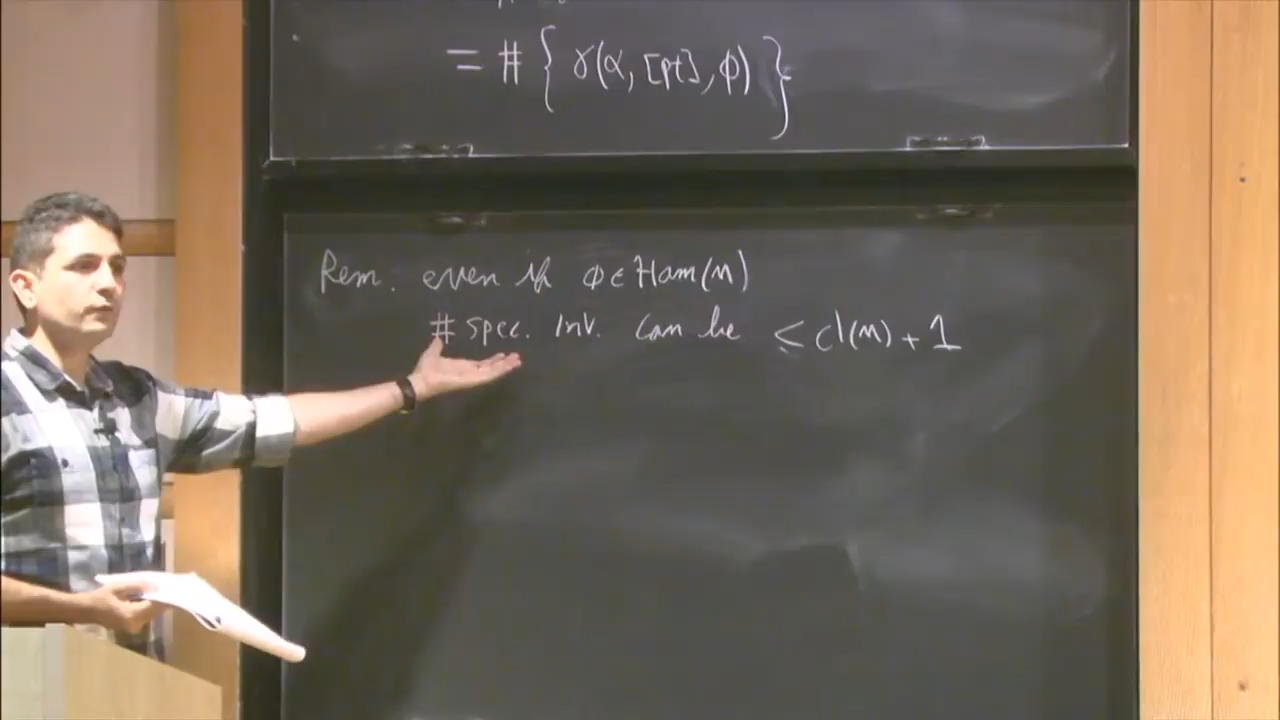 = # { γ(α, [pt], φ) }
Rem. even if φ ∈ Ham(M)
# spec. inv. can be ≤ cl(M) + 1